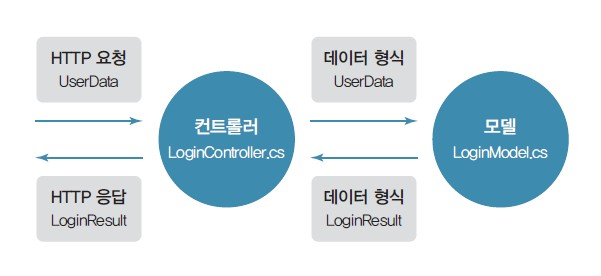 HTTP 요청
UserData
데이터 형식
UserData
컨트롤러
LoginController.cs
모델
LoginModel.cs
HTTP 응답
LoginResult
데이터 형식
LoginResult